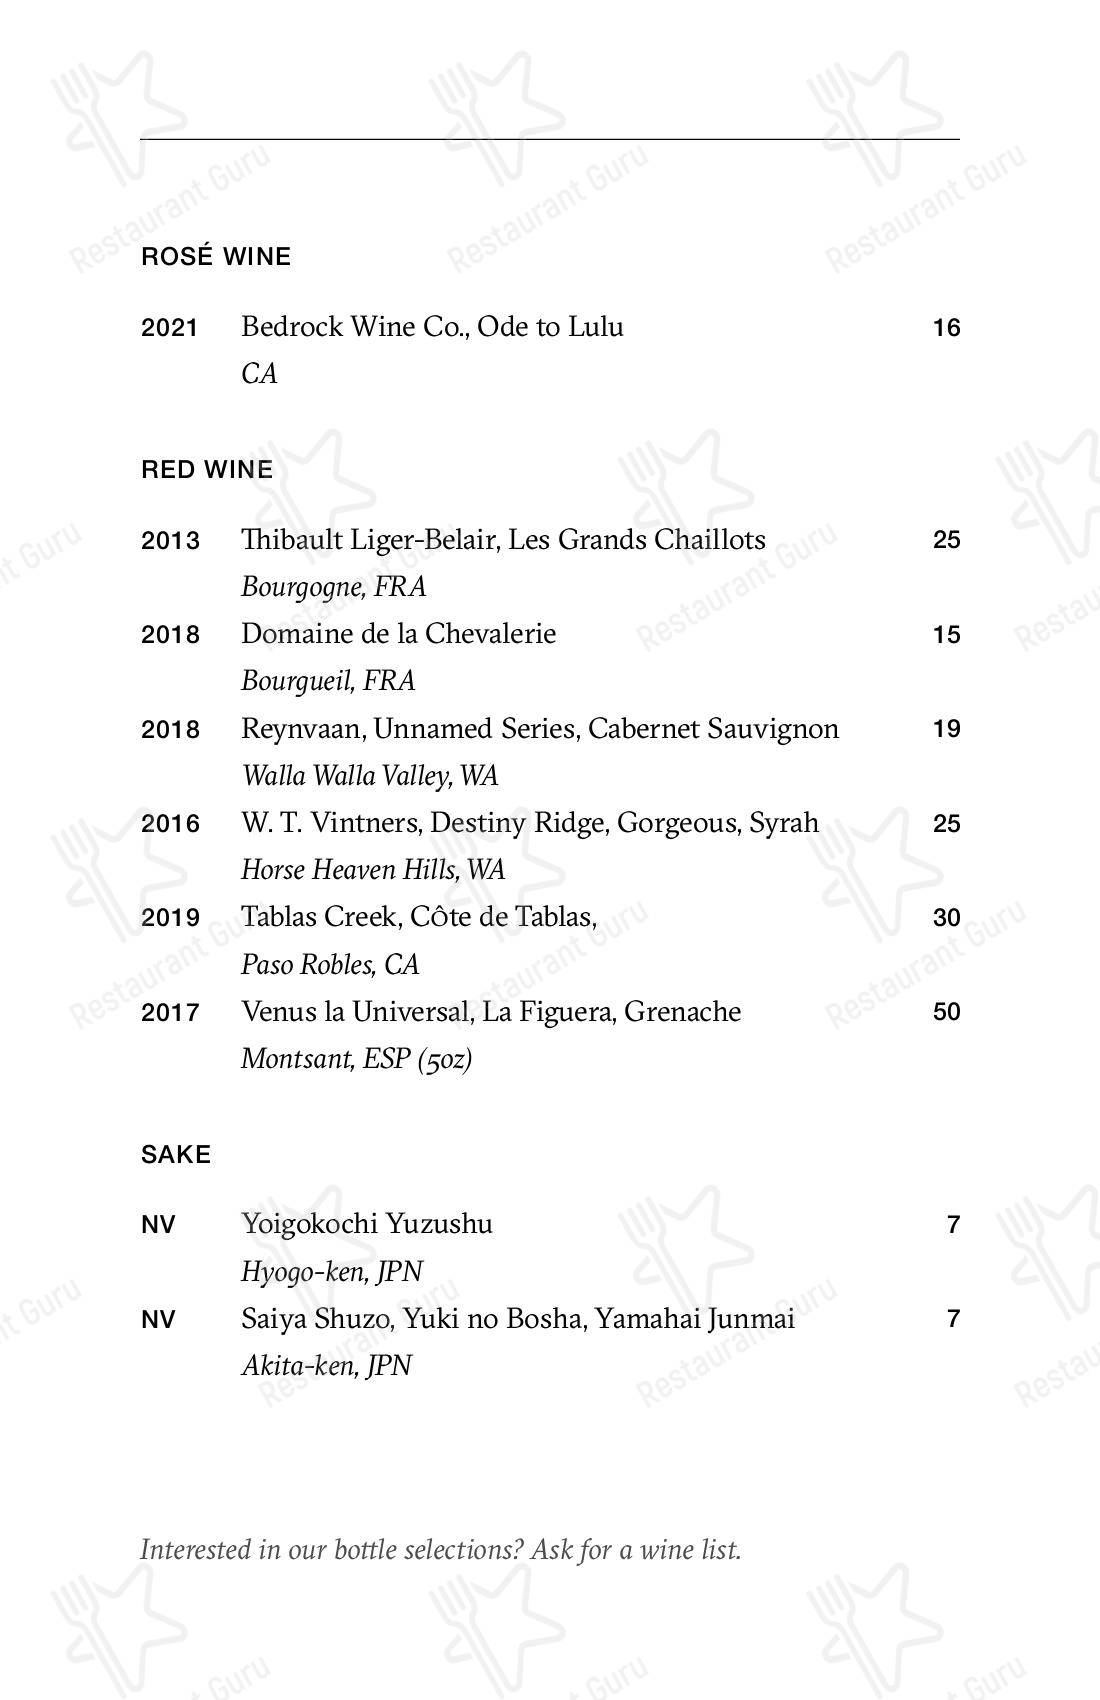 ROSÉ WINE
2021 Bedrock Wine Co., Ode to Lulu 16
CA
RED WINE
2013 Thibault Liger-Belair, Les Grands Chaillots 25
Bourgogne, FRA
2018 Domaine de la Chevalerie 15
Bourgueil, FRA
2018 Reynvaan, Unnamed Series, Cabernet Sauvignon 19
Walla Walla Valley, WA
2016 W. T. Vintners, Destiny Ridge, Gorgeous, Syrah 25
Horse Heaven Hills, WA
2019 Tablas Creek, Côte de Tablas, 30
Paso Robles, CA
2017 Venus la Universal, La Figuera, Grenache 50
Montsant, ESP (5oz)
SAKE
NV Yoigokochi Yuzushu 7
Hyogo-ken, JPN
NV Saiya Shuzo, Yuki no Bosha, Yamahai Junmai 7
Akita-ken, JPN
Interested in our bottle selections? Ask for a wine list.
Restaurant Guru